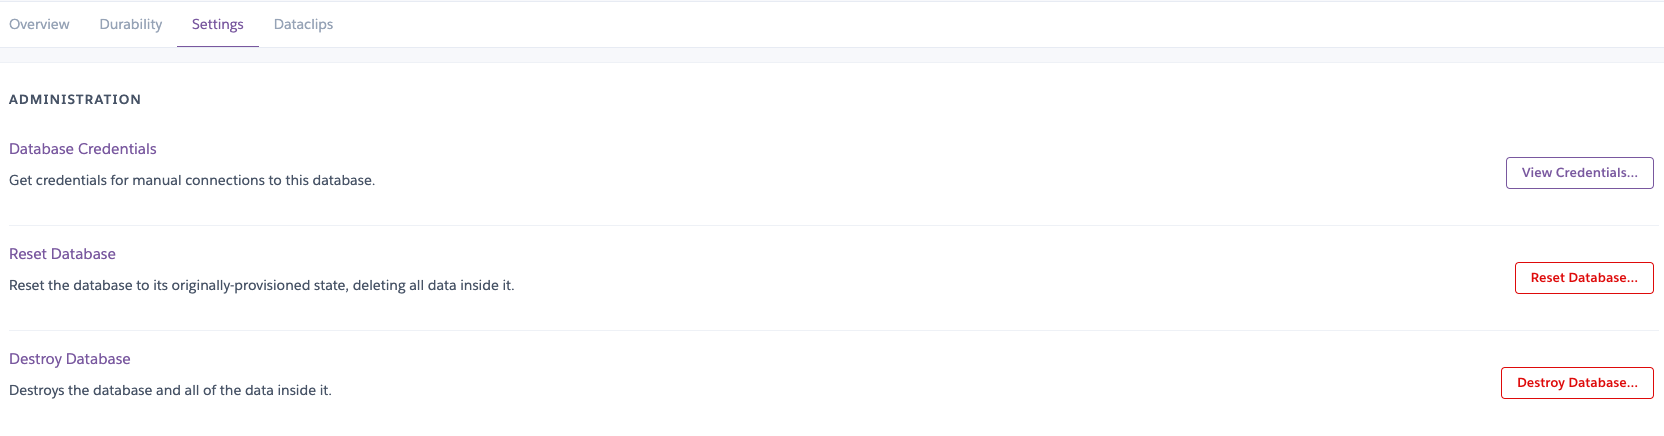 Overview Durability Settings Dataclips
ADMINISTRATION
Database Credentials
Get credentials for manual connections to this database.
View Credentials...
Reset Database
Reset the database to its originally-provisioned state, deleting all data inside it.
Reset Database...
Destroy Database
Destroys the database and all of the data inside it.
Destroy Database...